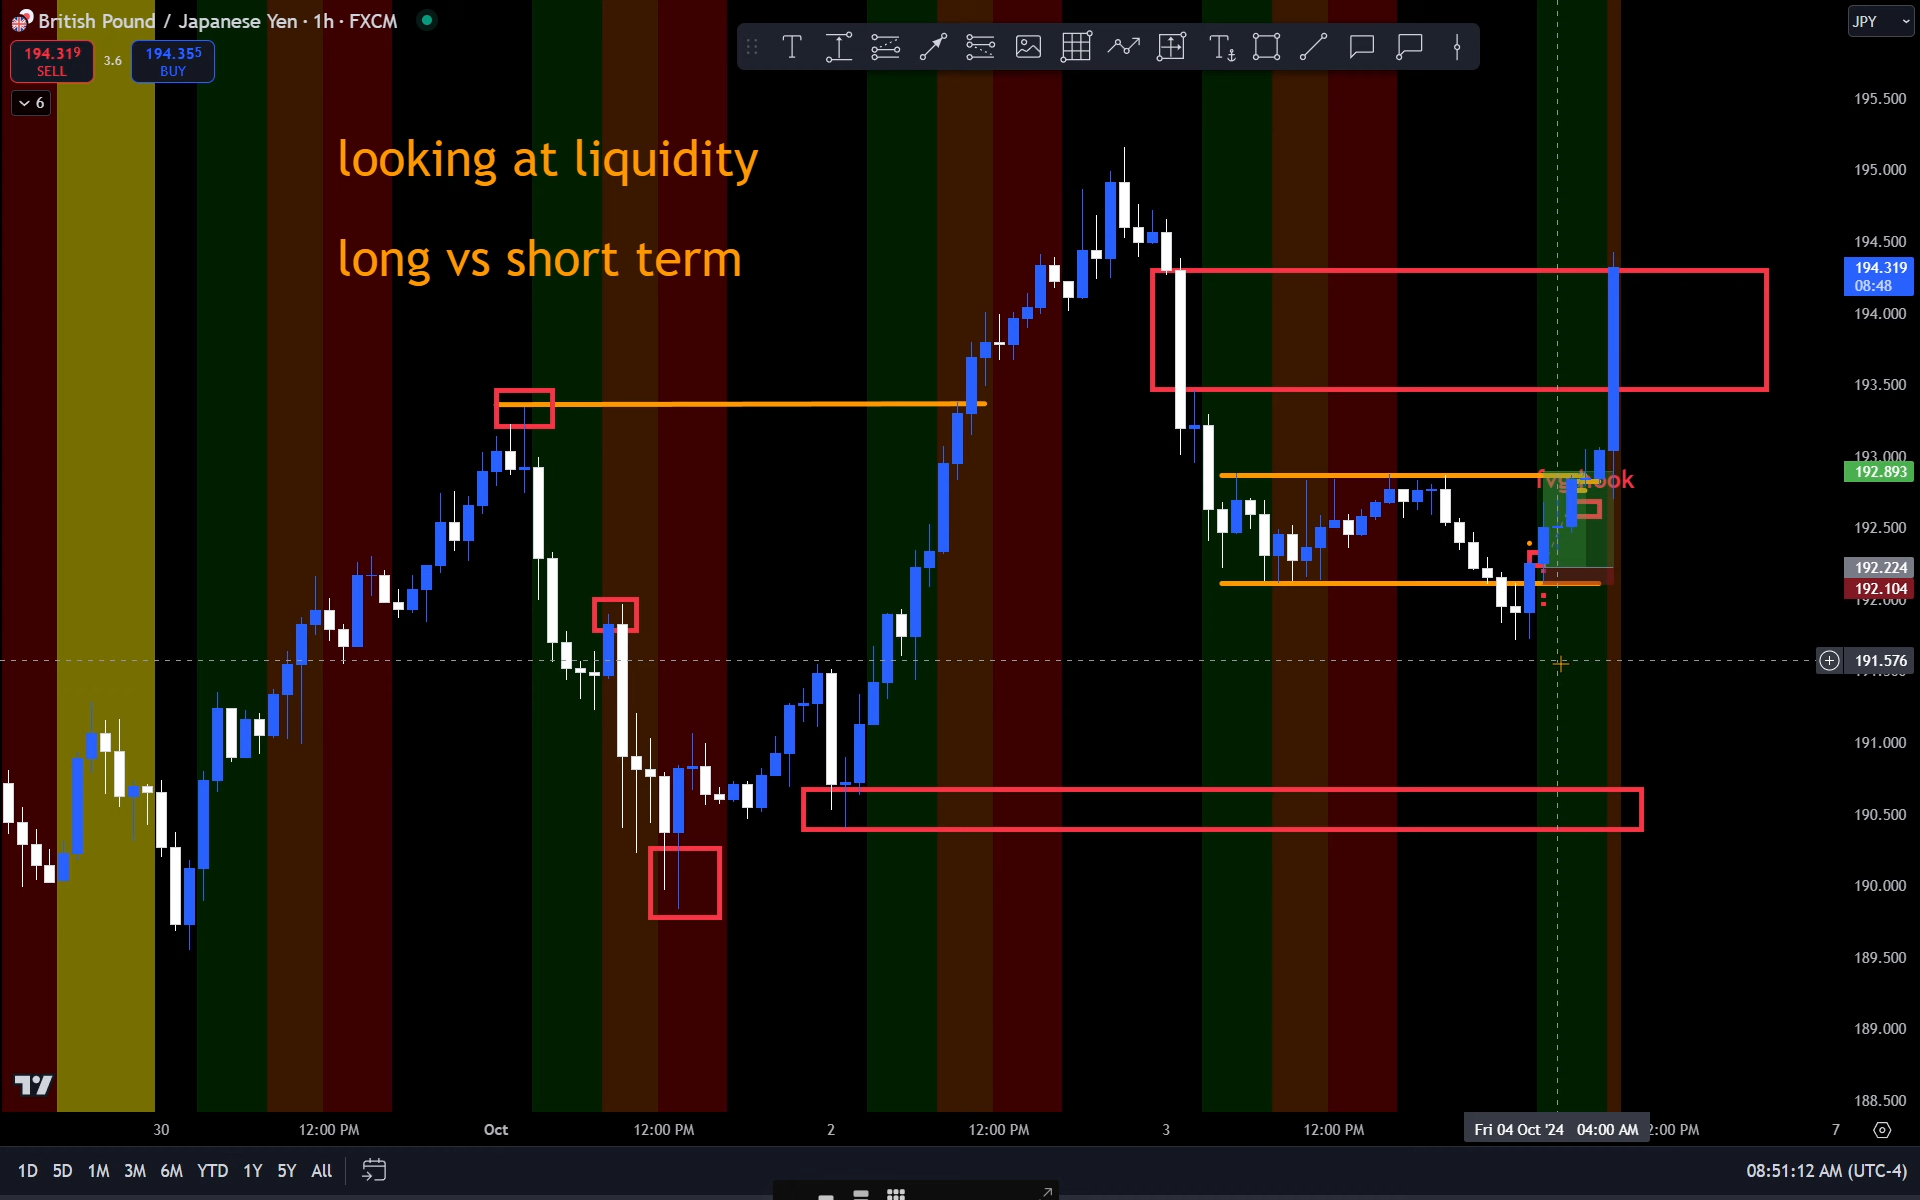 British Pound / Japanese Yen · 1h · FXCM
JPY
194.319
SELL
3.6
194.355
BUY
6
looking at liquidity
long vs short term
195.500
195.000
194.500
194.319
08:48
194.000
193.500
193.000
192.893
192.500
192.224
192.104
192.000
191.576
191.000
190.500
190.000
189.500
189.000
188.500
30
12:00 PM
Oct
12:00 PM
2
12:00 PM
3
12:00 PM
Fri 04 Oct '24 04:00 AM
2:00 PM
7
1D 5D 1M 3M 6M YTD 1Y 5Y All
08:51:12 AM (UTC-4)